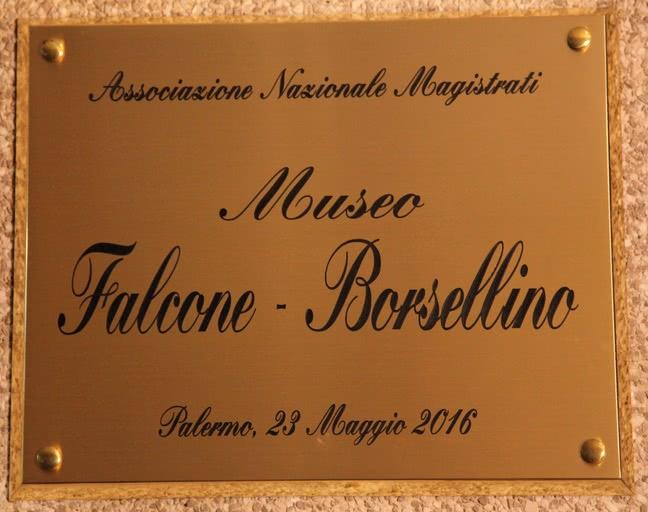 Associazione Nazionale Magistrati
Museo
Falcone - Borsellino
Palermo, 23 Maggio 2016